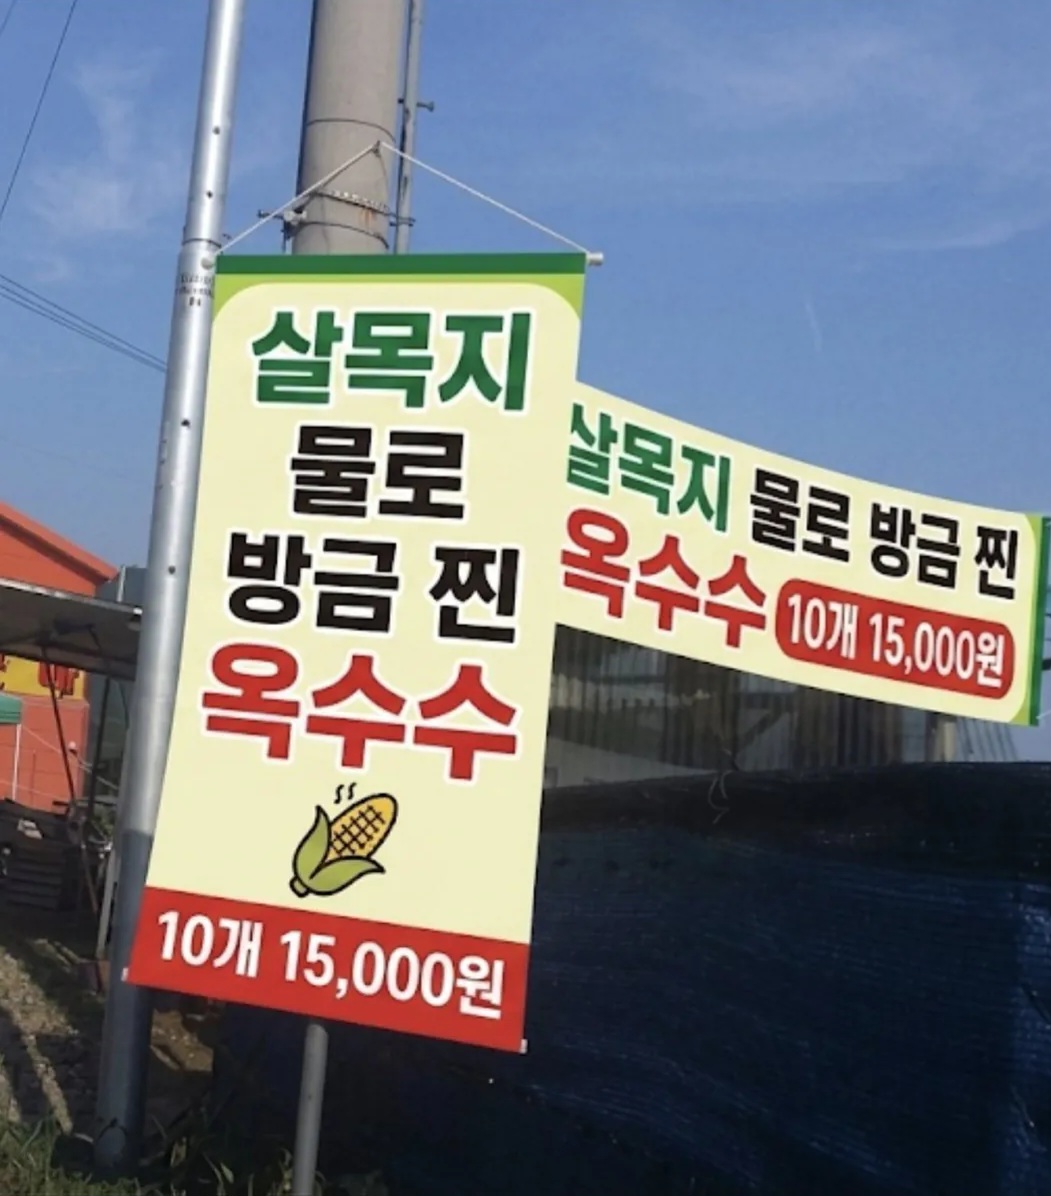 살목지
물로
방금 찐
옥수수
10개 15,000원
살목지 물로 방금 찐
옥수수 10개 15,000원